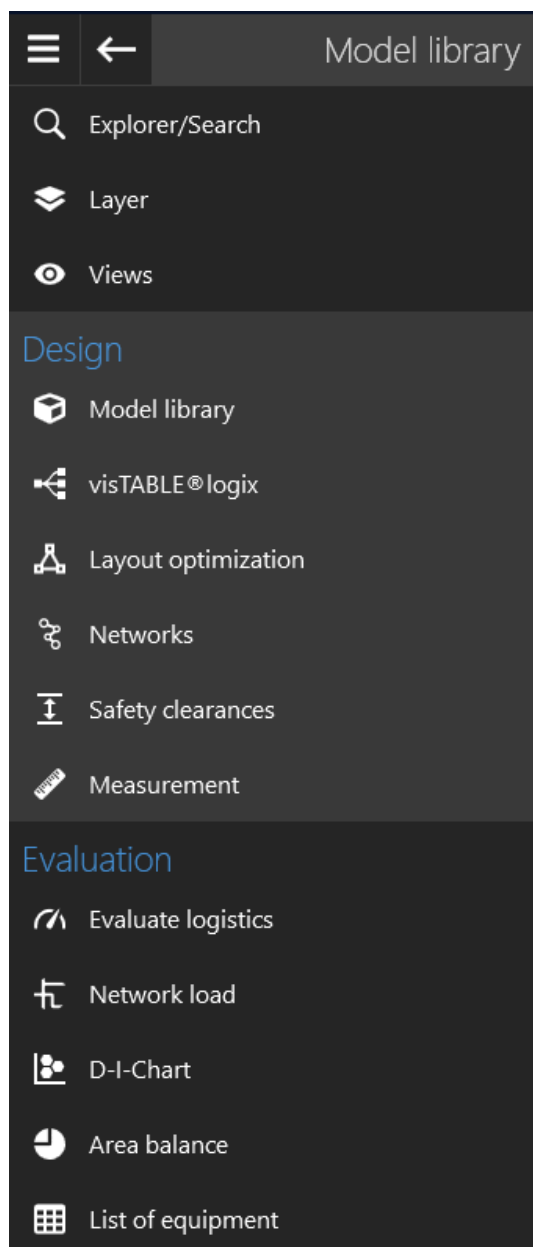 Model library
Explorer/Search
Layer
Views
Design
Model library
visTABLE®logix
Layout optimization
Networks
Safety clearances
Measurement
Evaluation
Evaluate logistics
Network load
D-I-Chart
Area balance
List of equipment